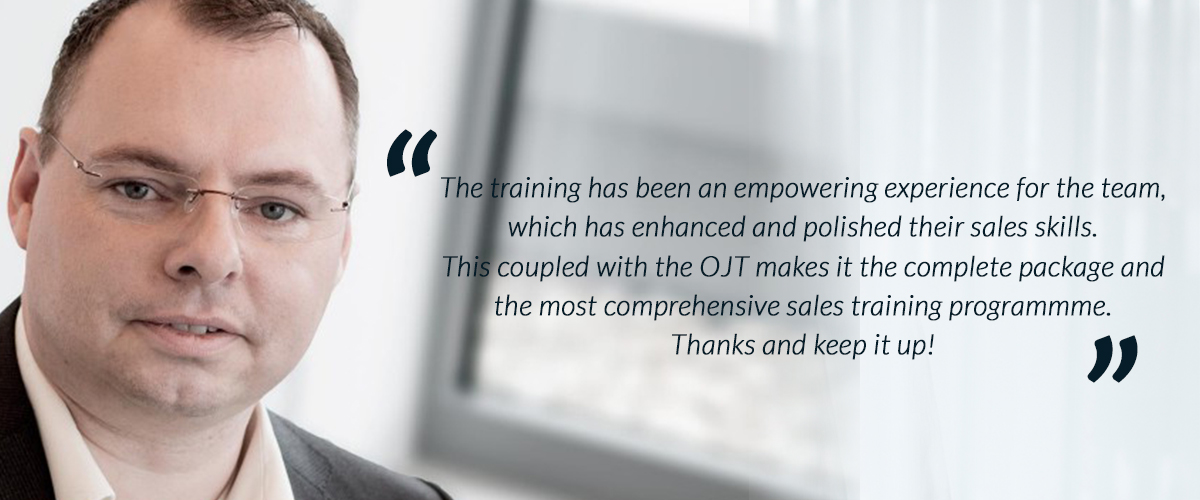 “ The training has been an empowering experience for the team,
which has enhanced and polished their sales skills.
This coupled with the OJT makes it the complete package and
the most comprehensive sales training programmme.
Thanks and keep it up! ”